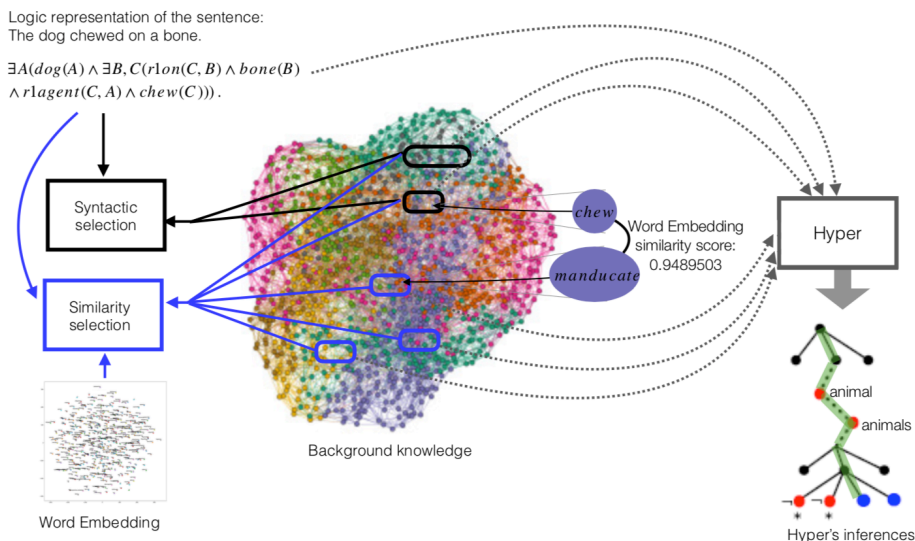 Logic representation of the sentence:
The dog chewed on a bone.
∃A(dog(A) ∧ ∃B, C(r1on(C, B) ∧ bone(B)
∧ r1agent(C, A) ∧ chew(C))).
Syntactic
selection
chew
Word Embedding
similarity score:
0.9489503
Hyper
manducate
Similarity
selection
animal
animals
Background knowledge
¬ ¬
* *
Word Embedding
Hyper's inferences